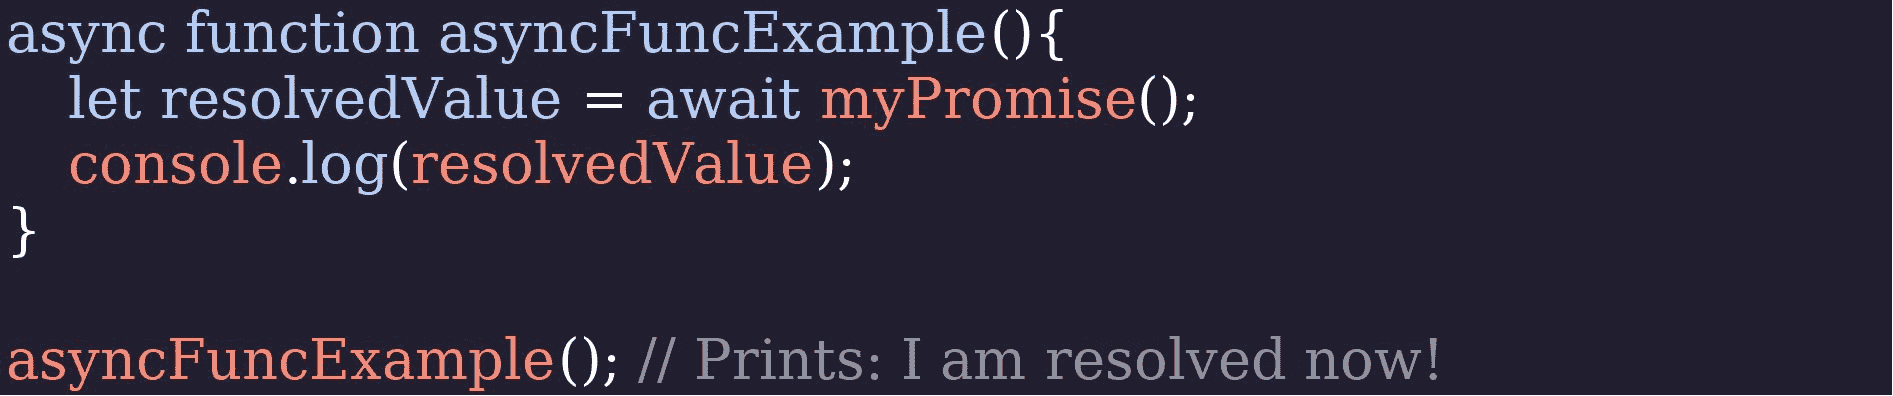 async function asyncFuncExample(){
let resolvedValue = await myPromise();
console.log(resolvedValue);
}
asyncFuncExample(); // Prints: I am resolved now!